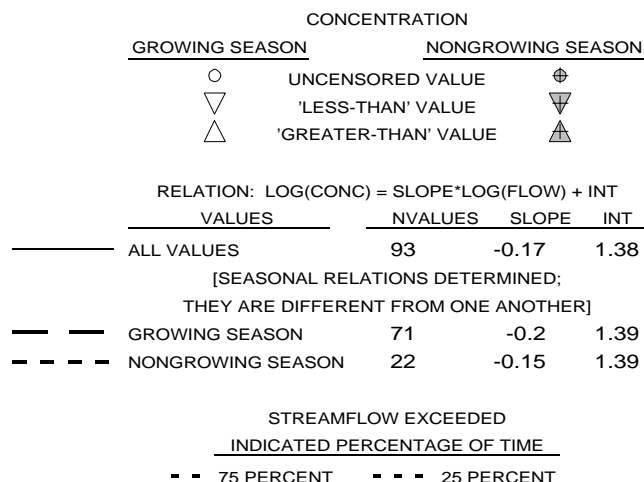 CONCENTRATION
GROWING SEASON NONGROWING SEASON
UNCENSORED VALUE
'LESS-THAN' VALUE
'GREATER-THAN' VALUE
RELATION: LOG(CONC) = SLOPE*LOG(FLOW) + INT
VALUES NVALUES SLOPE INT
ALL VALUES 93 -0.17 1.38
[SEASONAL RELATIONS DETERMINED;
THEY ARE DIFFERENT FROM ONE ANOTHER]
GROWING SEASON 71 -0.2 1.39
NONGROWING SEASON 22 -0.15 1.39
STREAMFLOW EXCEEDED
INDICATED PERCENTAGE OF TIME
75 PERCENT 25 PERCENT